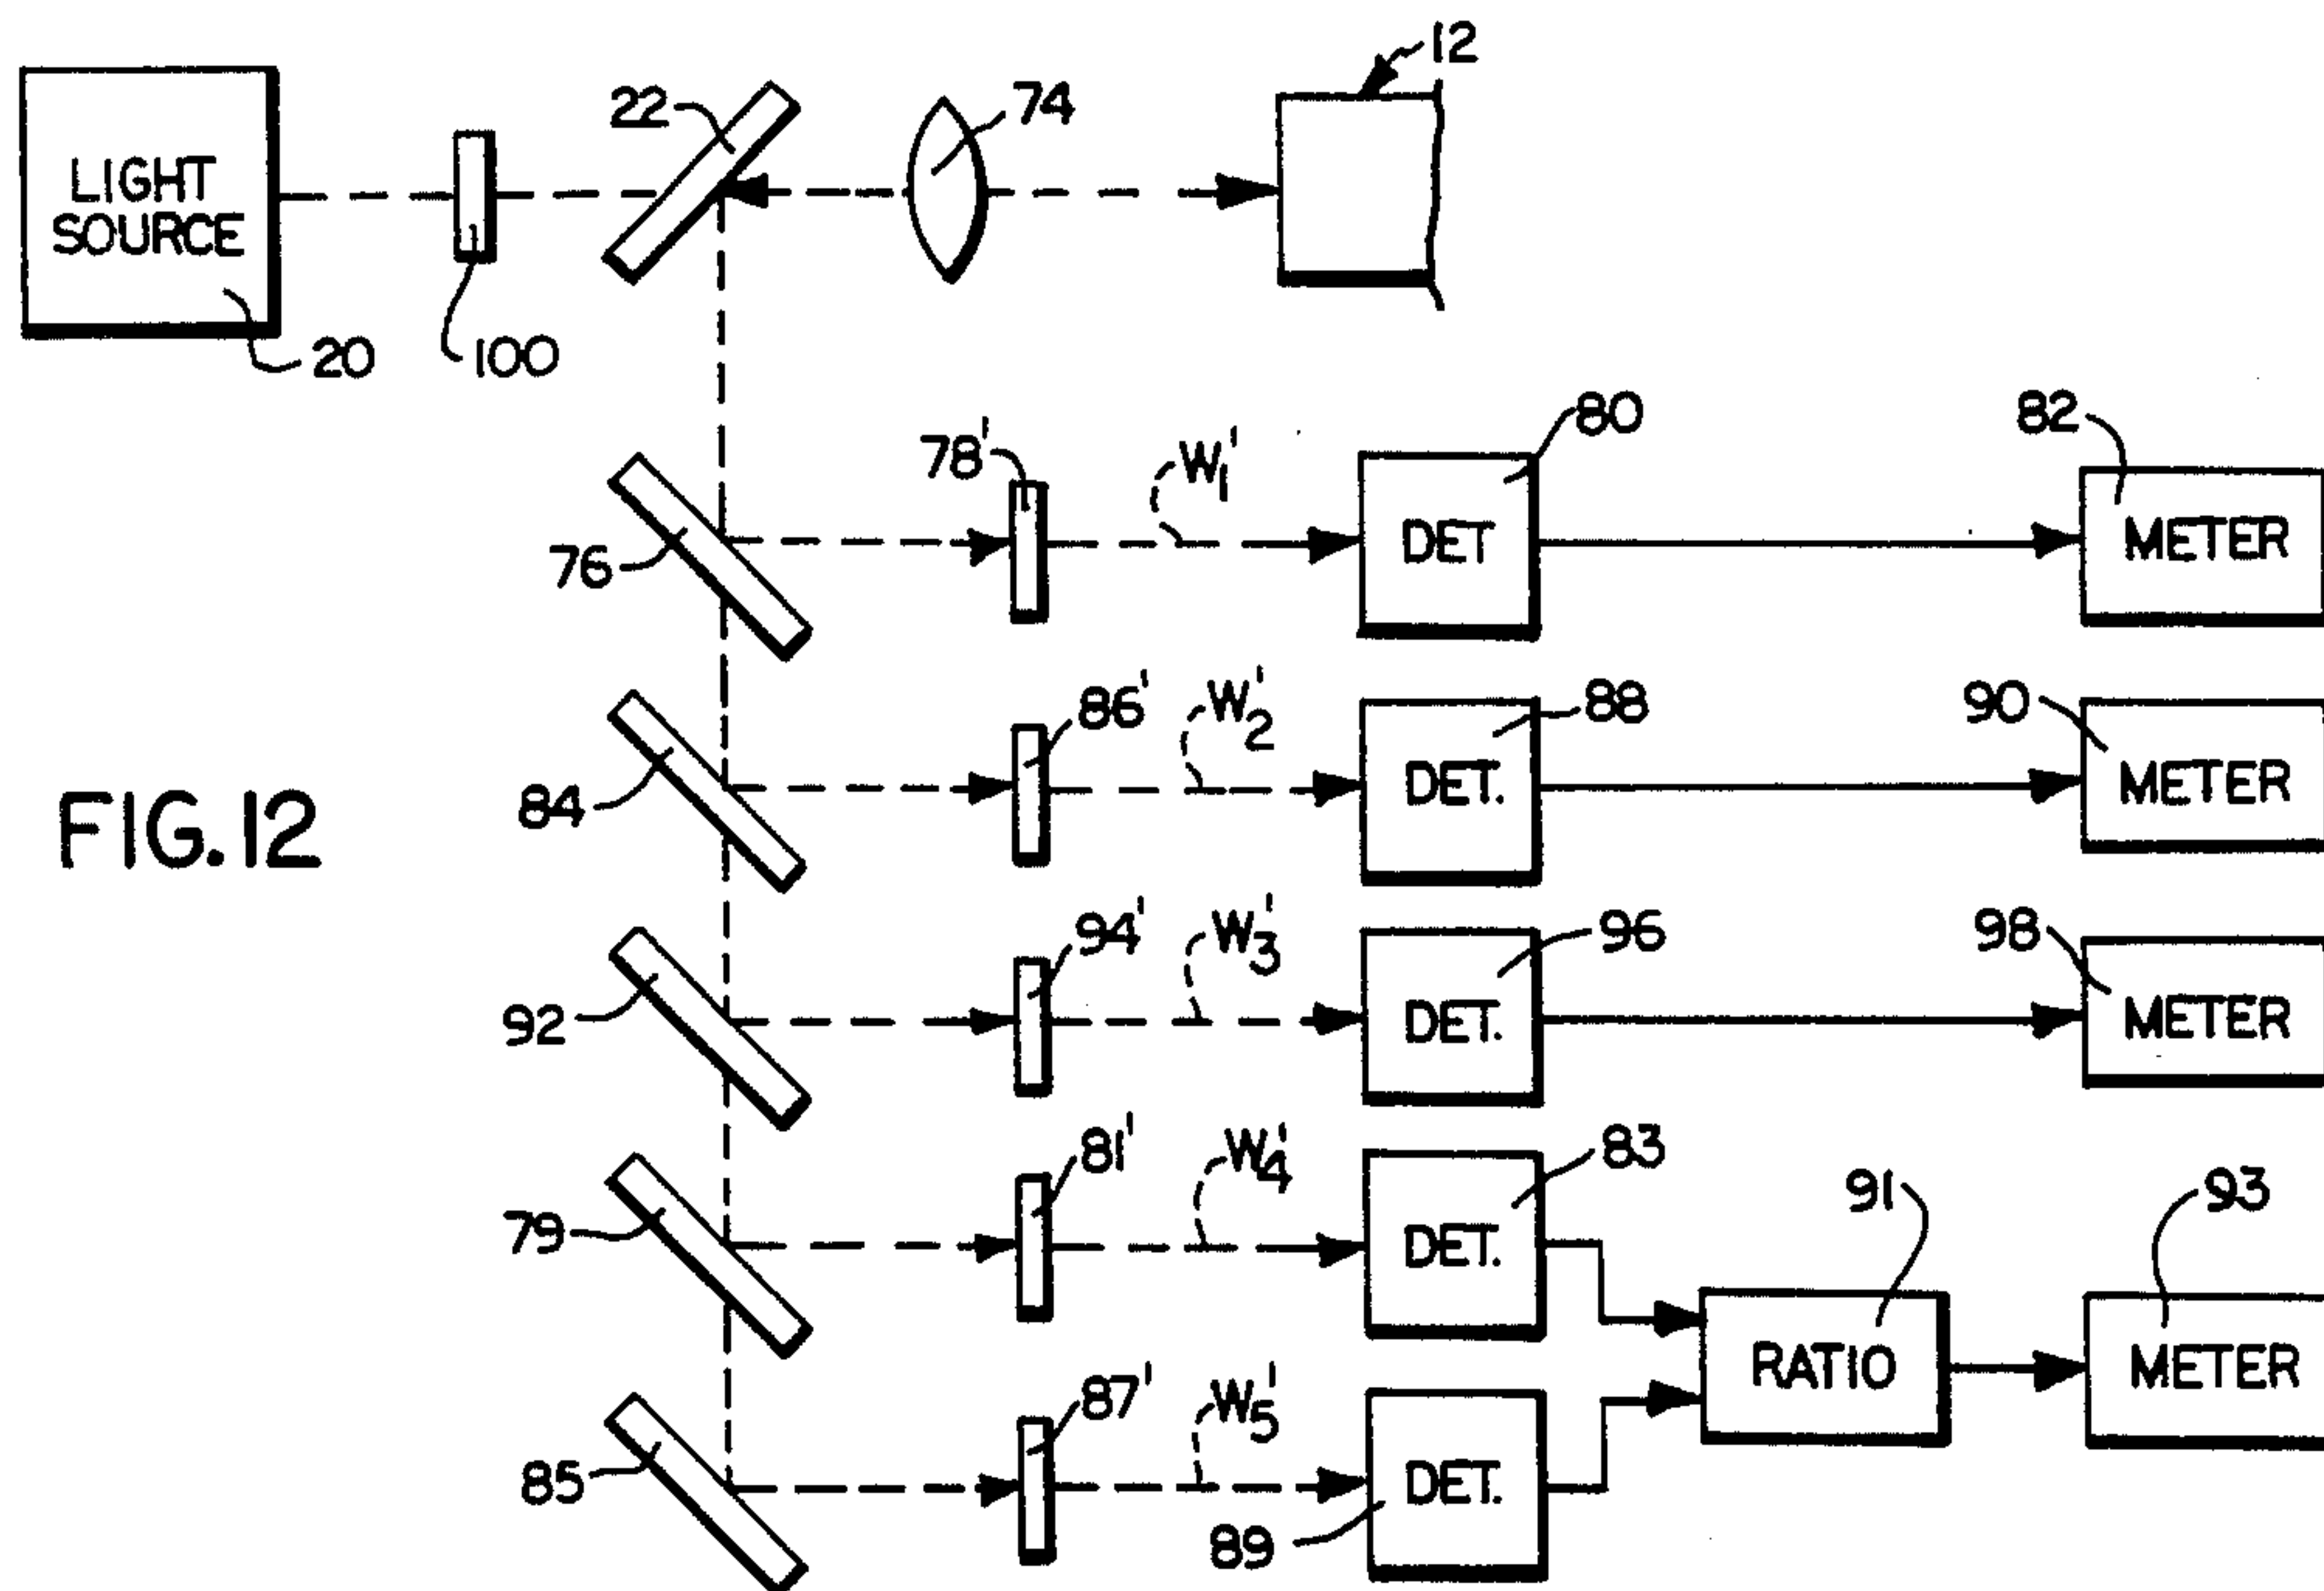 12
22
74
LIGHT
SOURCE
20
100
80
82
78'
W1'
DET
METER
76
86'
W2'
88
90
DET.
METER
84
FIG.12
94'
W3'
96
98
DET.
METER
92
81'
W4'
83
91
93
79
DET.
RATIO
METER
87'
W5'
85
DET.
89